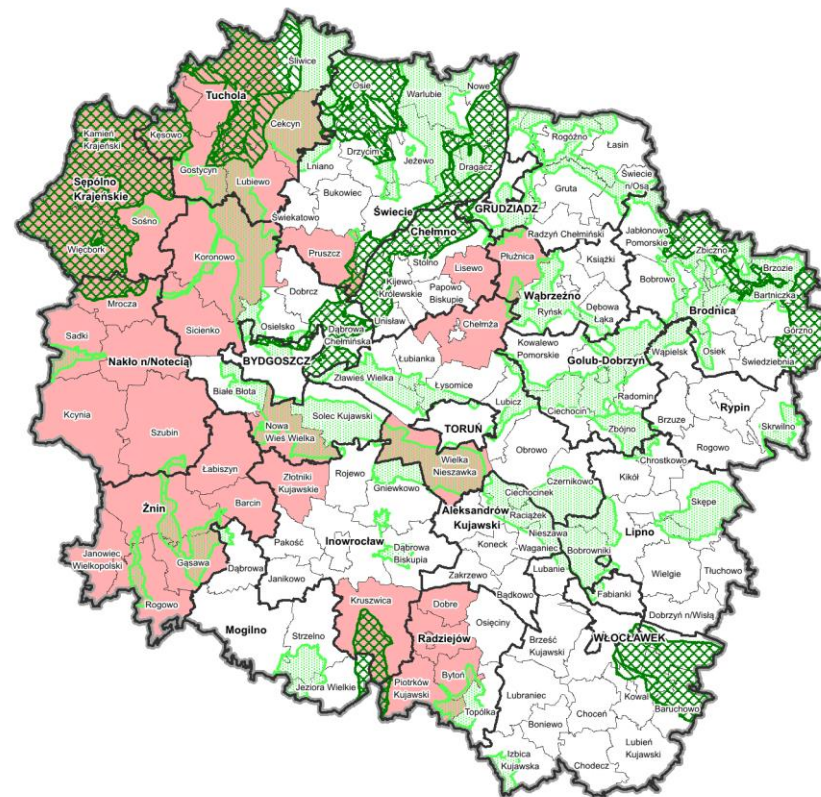 Śliwice
Osie
Warlubie
Nowe
Tuchola
Cekcyn
Rogóźno
Łasin
Kamień
Krajeński
Kęsowo
Drzycim
Jeżewo
Dragacz
Gostycyn
Lubiewo
Lniano
Bukowiec
Gruta
Świecie
n/Osą
Sępólno
Krajeńskie
Świekatowo
Świecie
GRUDZIĄDZ
Sośno
Chełmno
Radzyń Chełmiński
Jabłonowo
Pomorskie
Zbiczno
Więcbork
Koronowo
Pruszcz
Stolno
Lisewo
Płużnica
Książki
Brzozie
Dobrcz
Kijewo
Królewskie
Papowo
Biskupie
Wąbrzeźno
Bobrowo
Bartniczka
Mrocza
Sicienko
Osielsko
Unisław
Ryńsk
Dębowa
Łąka
Brodnica
Górzno
Sadki
Dąbrowa
Chełmińska
Chełmża
Kowalewo
Pomorskie
Wąpielsk
Osiek
Świedziebnia
Nakło n/Notecią
BYDGOSZCZ
Łubianka
Golub-Dobrzyń
Białe Błota
Zławieś Wielka
Łysomice
Radomin
Rypin
Kcynia
Solec Kujawski
Lubicz
Ciechocin
Brzuze
Skrwilno
Szubin
Nowa
Wieś Wielka
TORUŃ
Zbójno
Rogowo
Łabiszyn
Wielka
Nieszawka
Obrowo
Chrostkowo
Złotniki
Kujawskie
Rojewo
Czernikowo
Kikół
Żnin
Barcin
Gniewkowo
Ciechocinek
Skępe
Aleksandrów
Kujawski
Raciążek
Janowiec
Wielkopolski
Gąsawa
Pakość
Inowrocław
Nieszawa
Lipno
Dąbrowa
Dąbrowa
Biskupia
Koneck
Waganiec
Bobrowniki
Rogowo
Janikowo
Zakrzewo
Lubanie
Wielgie
Tłuchowo
Bądkowo
Fabianki
Kruszwica
Dobre
Dobrzyń n/Wisłą
Mogilno
Strzelno
Radziejów
Osięciny
Brześć
Kujawski
WŁOCŁAWEK
Jeziora Wielkie
Piotrków
Kujawski
Bytoń
Lubraniec
Kowal
Topólka
Choceń
Baruchowo
Boniewo
Izbica
Kujawska
Lubień
Kujawski
Chodecz